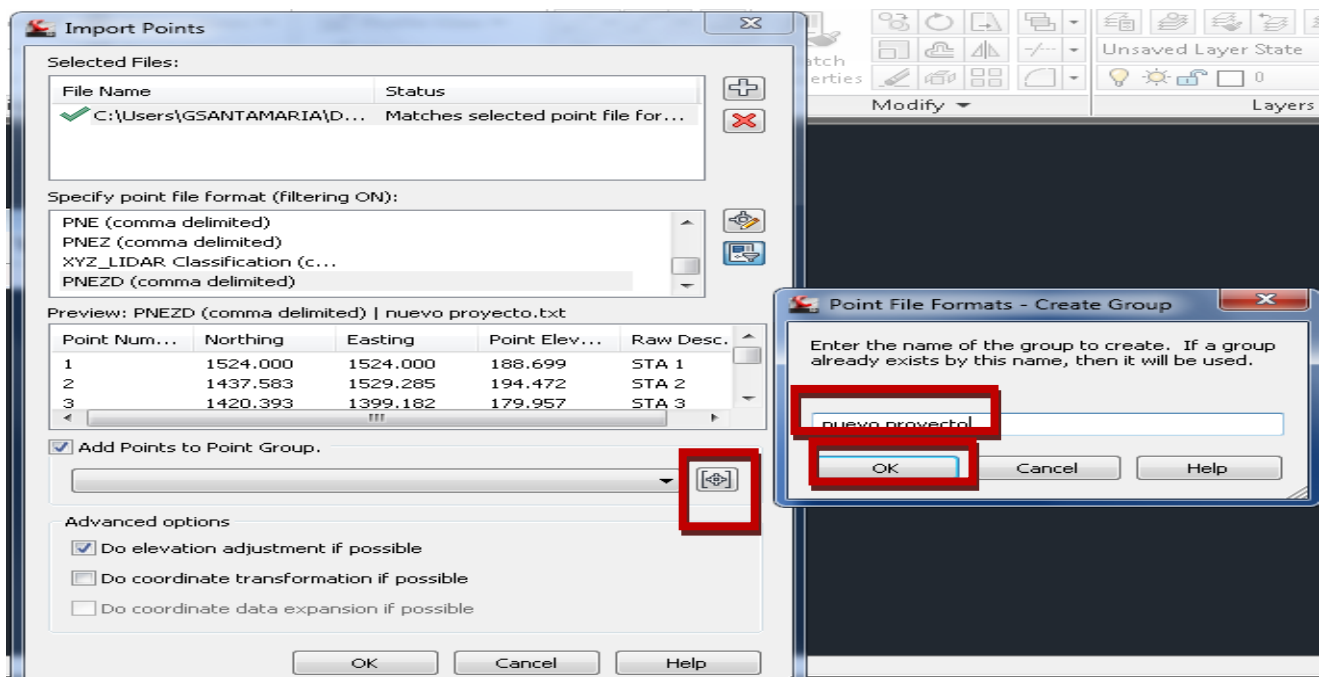 Import Points
Selected Files:
File Name Status
C:\Users\GSANTAMARIA\D... Matches selected point file for...
Specify point file format (filtering ON):
PNE (comma delimited)
PNEZ (comma delimited)
XYZ_LIDAR Classification (c...
PNEZD (comma delimited)
Preview: PNEZD (comma delimited) | nuevo proyecto.txt
Point Num... Northing Easting Point Elev... Raw Desc.
1 1524.000 1524.000 188.699 STA 1
2 1437.583 1529.285 194.472 STA 2
3 1420.393 1399.182 179.957 STA 3
Add Points to Point Group.
Advanced options
Do elevation adjustment if possible
Do coordinate transformation if possible
Do coordinate data expansion if possible
OK Cancel Help
Unsaved Layer State
0
Modify Layers
Point File Formats - Create Group
Enter the name of the group to create. If a group
already exists by this name, then it will be used.
nuevo proyecto
OK Cancel Help